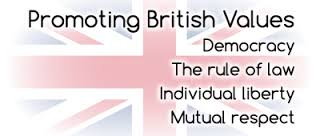 Promoting British Values
Democracy
The rule of law
Individual liberty
Mutual respect